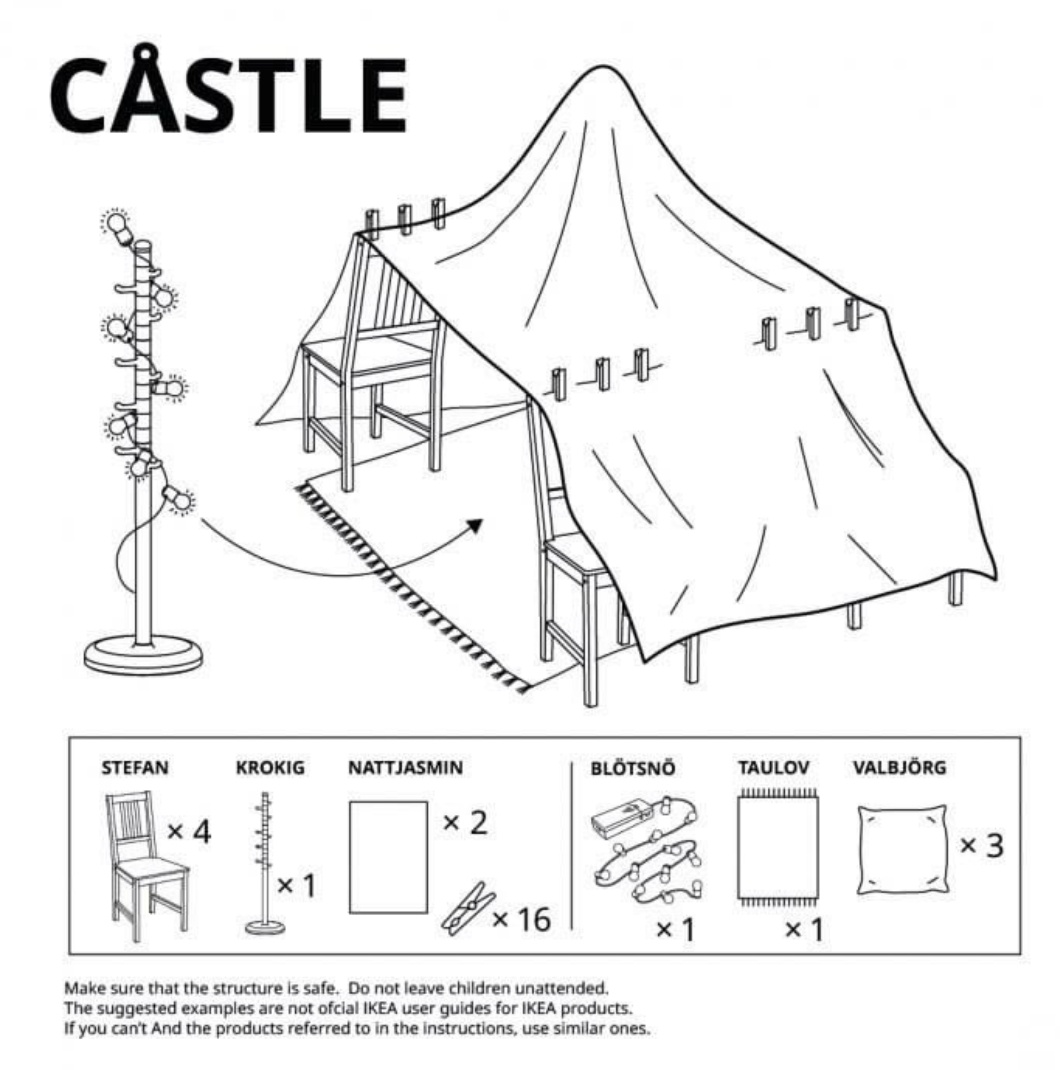 CÅSTLE
STEFAN
× 4
KROKIG
× 1
NATTJASMIN
× 2
× 16
BLÖTSNÖ
× 1
TAULOV
× 1
VALBJÖRG
× 3
Make sure that the structure is safe. Do not leave children unattended.
The suggested examples are not ofcial IKEA user guides for IKEA products.
If you can't And the products referred to in the instructions, use similar ones.